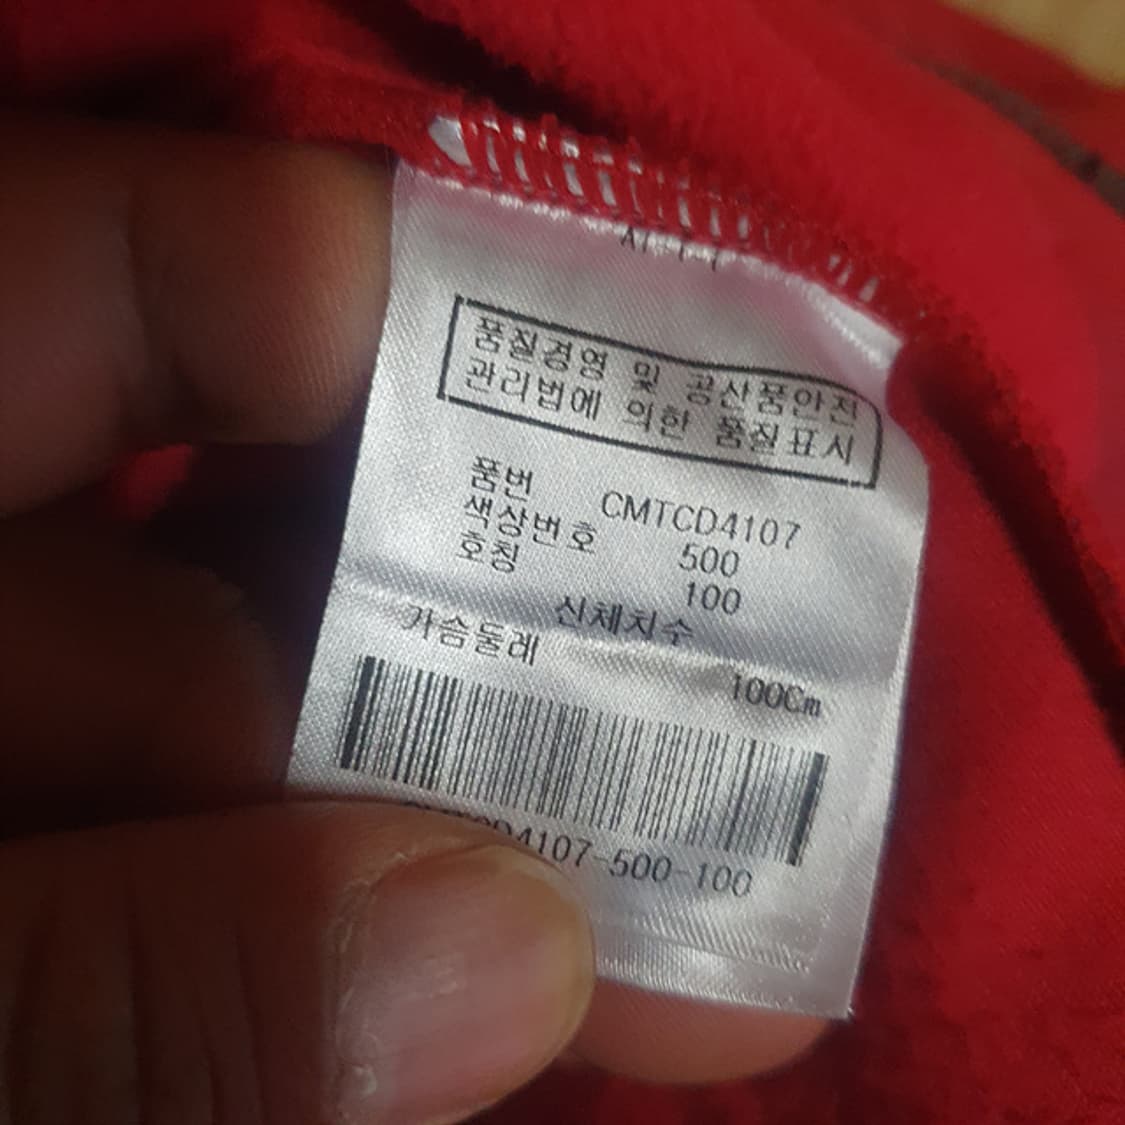 품질경영 및 공산품안전
관리법에 의한 품질표시
품번 CMTCD4107
색상번호 500
호칭 100
신체치수
가슴둘레 100Cm
D4107-500-100